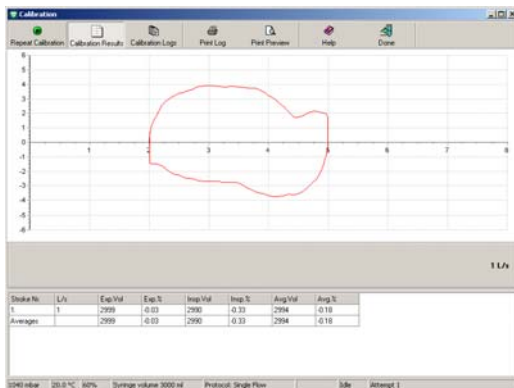 Calibration
Repeat Calibration Calibration Results Calibration Logs Print Log Print Preview Help Done
6
5
4
3
2
1
0
1 2 3 4 5 6 7 8
-1
-2
-3
-4
-5
-6
1 L/s
Stroke Nr. L/s Exp.Vol Exp.% Insp.Vol Insp.% Avg.Vol Avg.%
1. 1 2999 -0.03 2990 -0.33 2994 -0.18
Averages 2999 -0.03 2990 -0.33 2994 -0.18
1040 mbar 20.0 °C 60% Syringe volume 3000 ml Protocol: Single Flow Idle Attempt 1